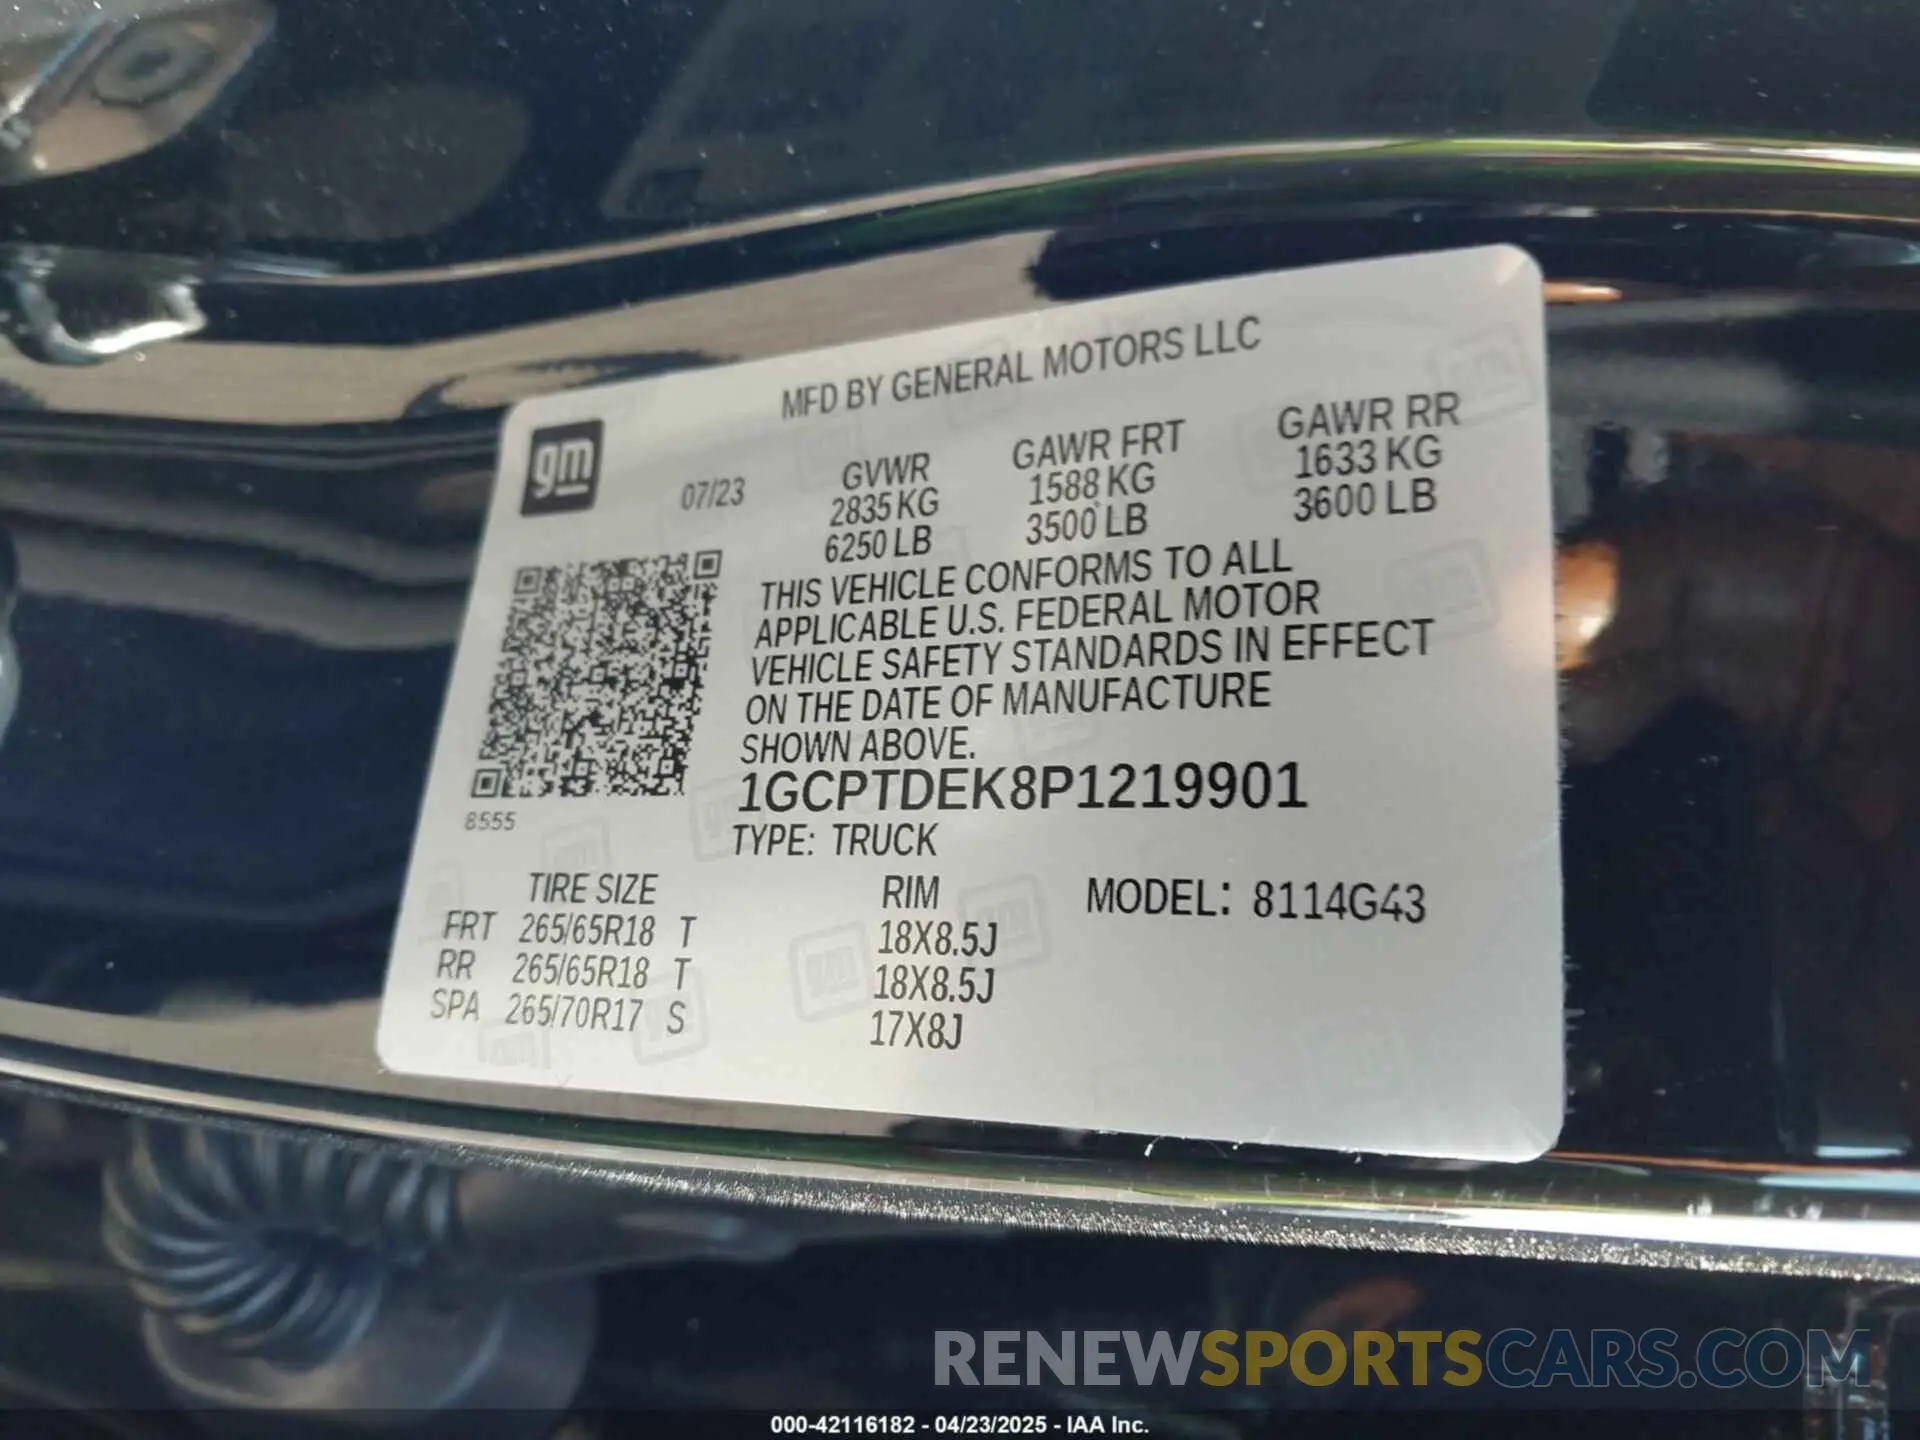 MFD BY GENERAL MOTORS LLC
gm
07/23
GVWR
2835 KG
6250 LB
GAWR FRT
1588 KG
3500 LB
GAWR RR
1633 KG
3600 LB
THIS VEHICLE CONFORMS TO ALL
APPLICABLE U.S. FEDERAL MOTOR
VEHICLE SAFETY STANDARDS IN EFFECT
ON THE DATE OF MANUFACTURE
SHOWN ABOVE.
1GCPTDEK8P1219901
8555
TYPE: TRUCK
TIRE SIZE RIM MODEL: 8114G43
FRT 265/65R18 T 18X8.5J
RR 265/65R18 T 18X8.5J
SPA 265/70R17 S 17X8J
RENEWSPORTSCARS.COM
000-42116182 - 04/23/2025 - IAA Inc.